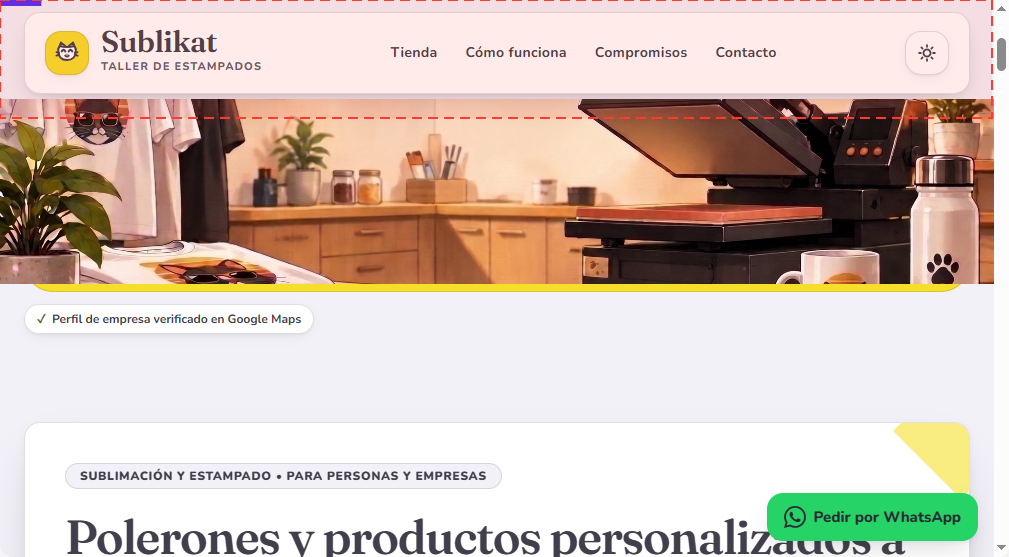 Sublikat
TALLER DE ESTAMPADOS
Tienda
Cómo funciona
Compromisos
Contacto
✓ Perfil de empresa verificado en Google Maps
SUBLIMACIÓN Y ESTAMPADO • PARA PERSONAS Y EMPRESAS
Polerones y productos personalizados a
Pedir por WhatsApp